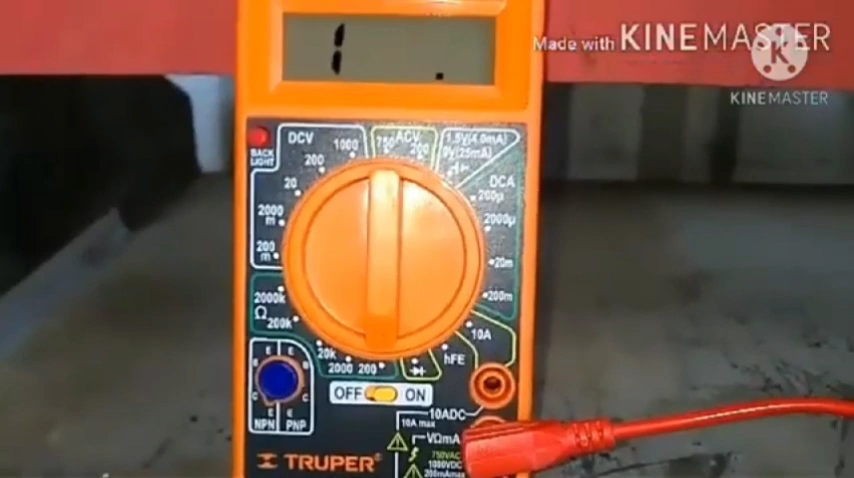 1 .
Made with KINEMASTER
K
KINEMASTER
BACK
LIGHT
DCV
1000
200
20
2000
m
200
m
750 ACV 200
1,5V(4.0mA)
9V(25mA)
DCA
200μ
2000μ
20m
200m
10A
hFE
2000k
Ω
200k
20k
2000 200
E E
E B
C C
E E
NPN PNP
OFF ON
10ADC
10A max
VΩmA
750VAC
1000VDC
200mAmax
TRUPER